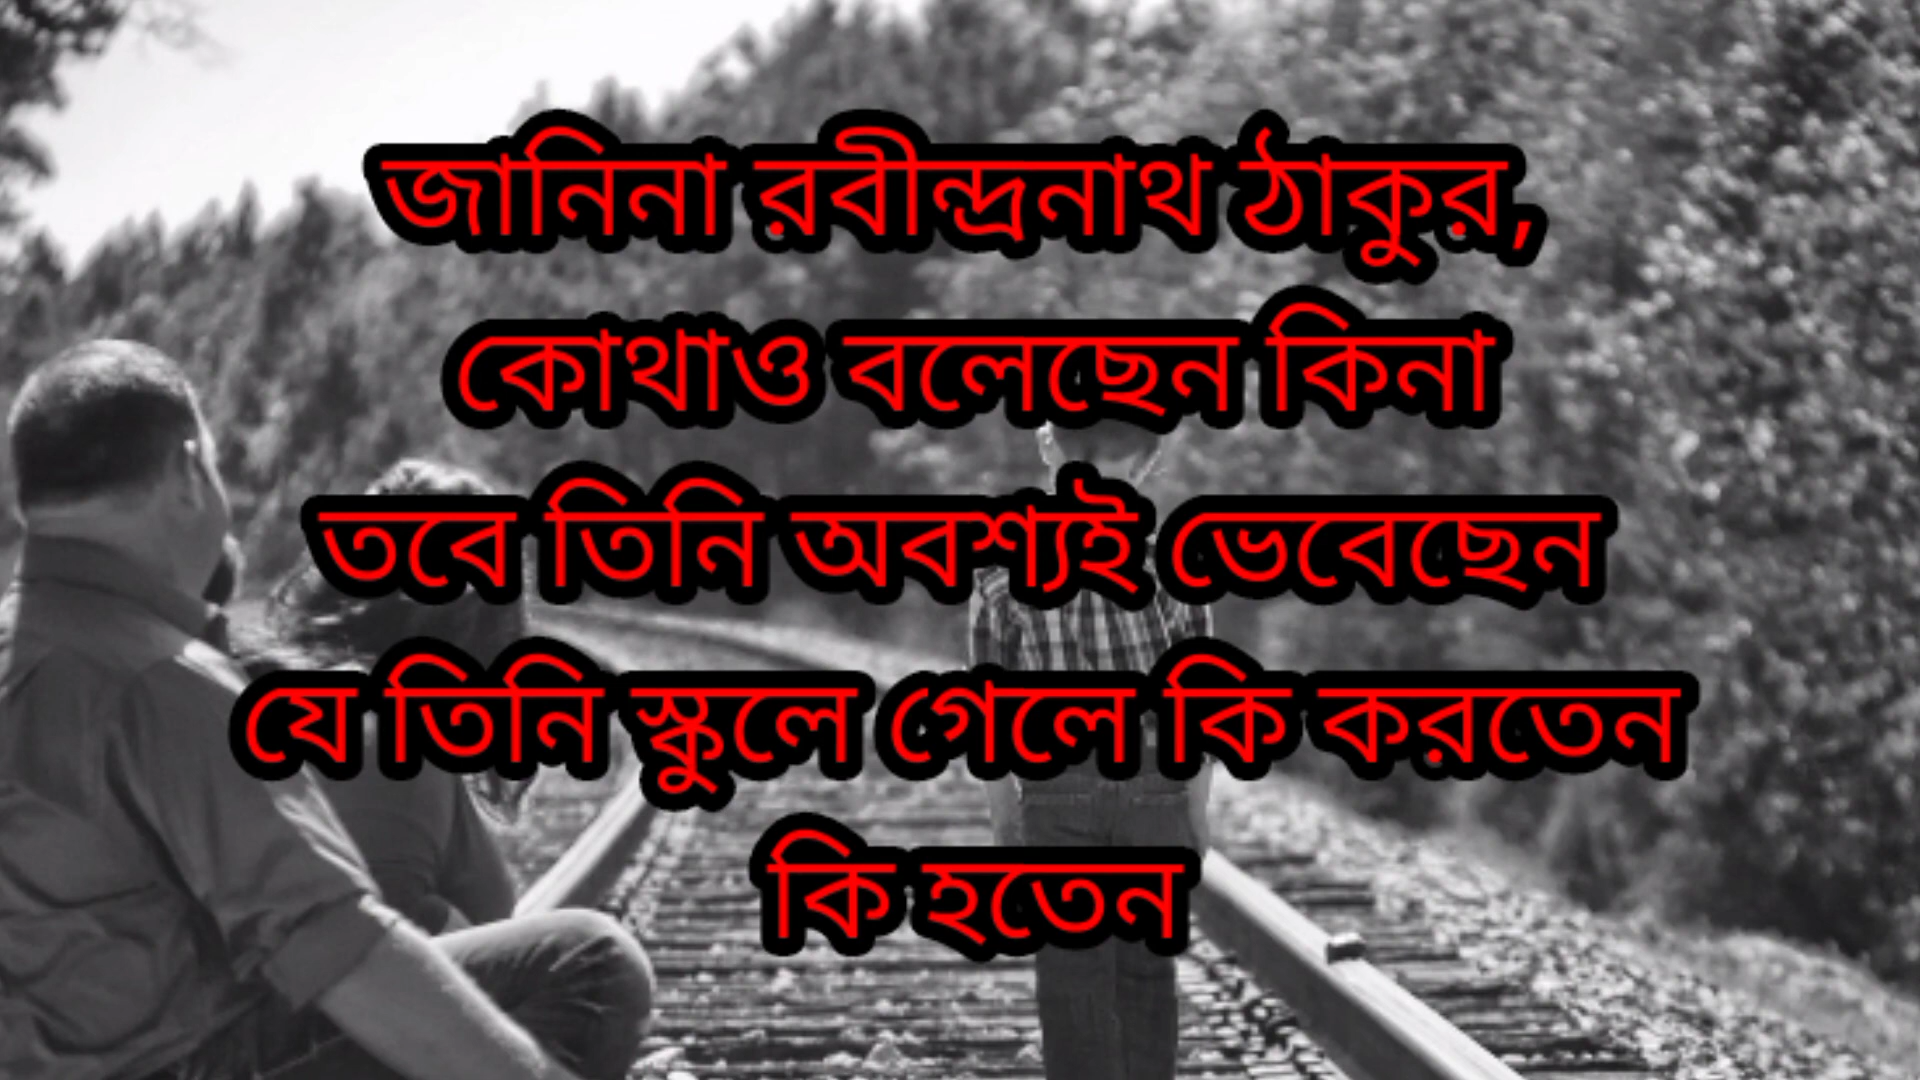 জানিনা রবীন্দ্রনাথ ঠাকুর,
কোথাও বলেছেন কিনা
তবে তিনি অবশ্যই ভেবেছেন
যে তিনি স্কুলে গেলে কি করতেন
কি হতেন